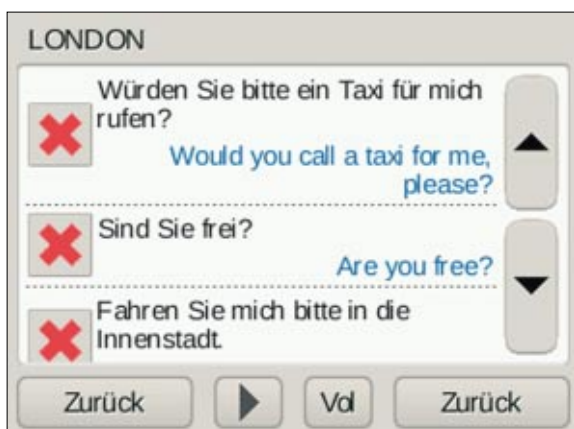 LONDON
Würden Sie bitte ein Taxi für mich
rufen?
Would you call a taxi for me,
please?
Sind Sie frei?
Are you free?
Fahren Sie mich bitte in die
Innenstadt.
Zurück
Vol
Zurück